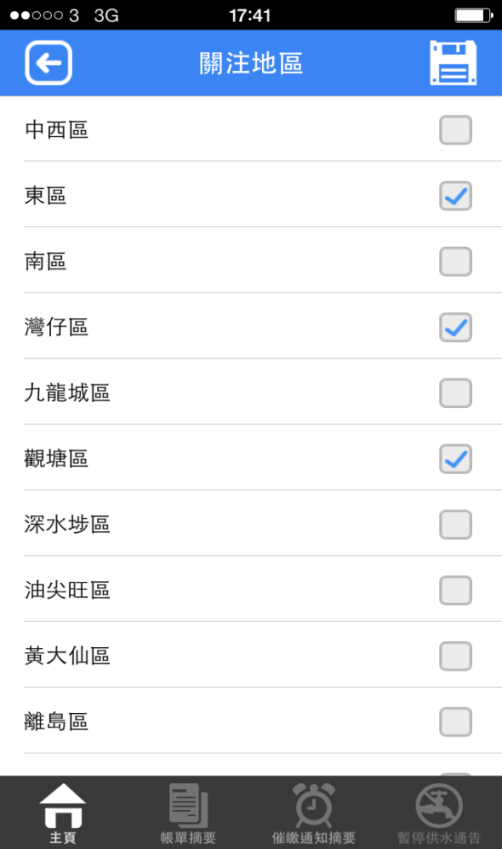 3 3G 17:41
關注地區
中西區
東區
南區
灣仔區
九龍城區
觀塘區
深水埗區
油尖旺區
黃大仙區
離島區
主頁 帳單摘要 催繳通知摘要 暫停供水通告